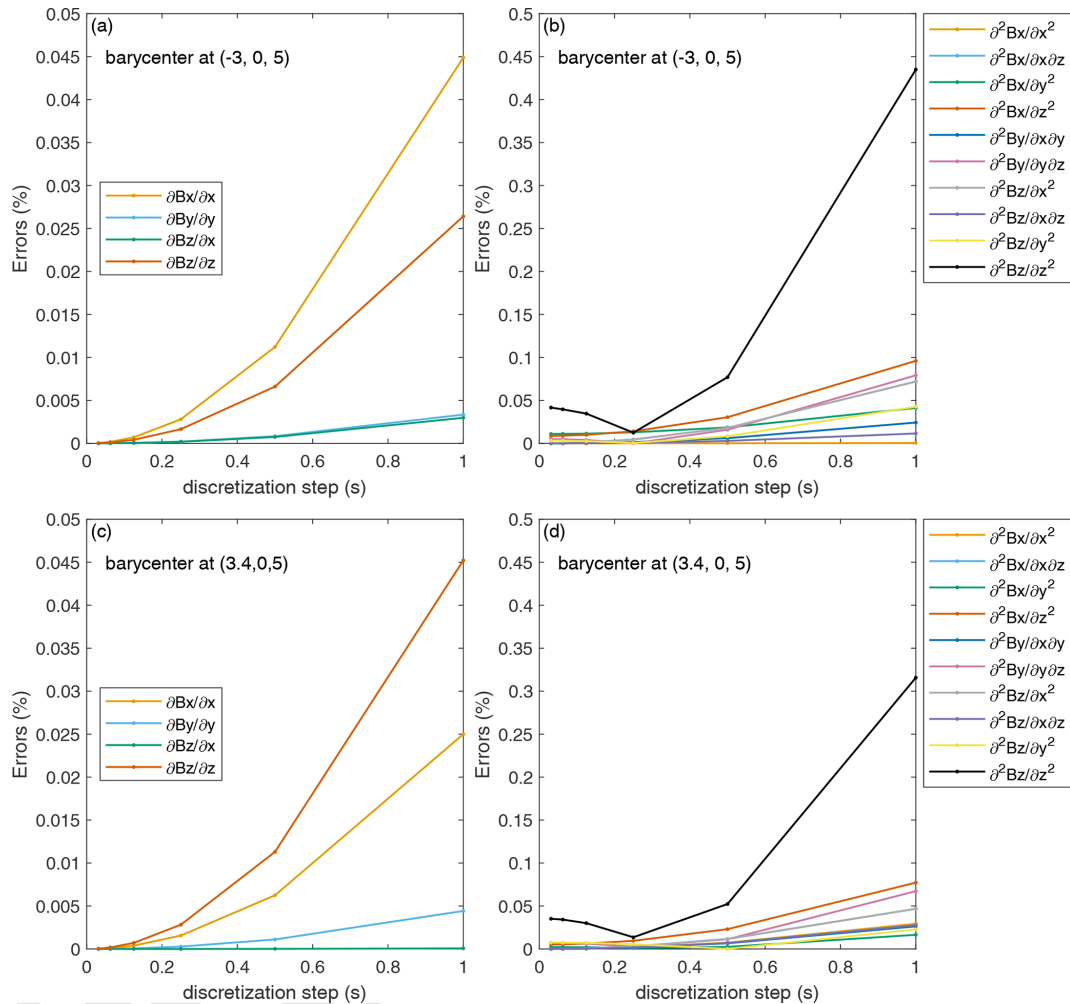 (a)
barycenter at (-3, 0, 5)
0.05
0.045
0.04
0.035
0.03
0.025
0.02
0.015
0.01
0.005
0
Errors (%)
∂Bx/∂x
∂By/∂y
∂Bz/∂x
∂Bz/∂z
0 0.2 0.4 0.6 0.8 1
discretization step (s)
(b)
barycenter at (-3, 0, 5)
0.5
0.45
0.4
0.35
0.3
0.25
0.2
0.15
0.1
0.05
0
Errors (%)
0 0.2 0.4 0.6 0.8 1
discretization step (s)
∂²Bx/∂x²
∂²Bx/∂x∂z
∂²Bx/∂y²
∂²Bx/∂z²
∂²By/∂x∂y
∂²By/∂y∂z
∂²Bz/∂x²
∂²Bz/∂x∂z
∂²Bz/∂y²
∂²Bz/∂z²
(c)
barycenter at (3.4,0,5)
0.05
0.045
0.04
0.035
0.03
0.025
0.02
0.015
0.01
0.005
0
Errors (%)
∂Bx/∂x
∂By/∂y
∂Bz/∂x
∂Bz/∂z
0 0.2 0.4 0.6 0.8 1
discretization step (s)
(d)
barycenter at (3.4, 0, 5)
0.5
0.45
0.4
0.35
0.3
0.25
0.2
0.15
0.1
0.05
0
Errors (%)
0 0.2 0.4 0.6 0.8 1
discretization step (s)
∂²Bx/∂x²
∂²Bx/∂x∂z
∂²Bx/∂y²
∂²Bx/∂z²
∂²By/∂x∂y
∂²By/∂y∂z
∂²Bz/∂x²
∂²Bz/∂x∂z
∂²Bz/∂y²
∂²Bz/∂z²